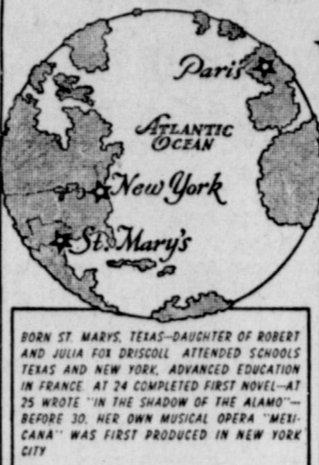 Paris
ATLANTIC
OCEAN
New York
St. Mary's
BORN ST. MARYS, TEXAS—DAUGHTER OF ROBERT
AND JULIA FOX DRISCOLL ATTENDED SCHOOLS
TEXAS AND NEW YORK, ADVANCED EDUCATION
IN FRANCE. AT 24 COMPLETED FIRST NOVEL—AT
25 WROTE "IN THE SHADOW OF THE ALAMO"—
BEFORE 30, HER OWN MUSICAL OPERA "MEXI-
CANA" WAS FIRST PRODUCED IN NEW YORK
CITY